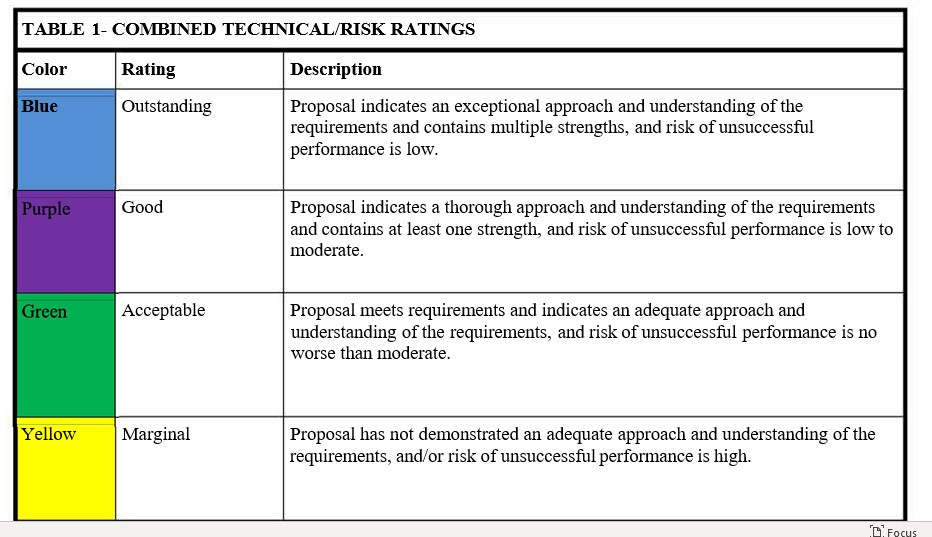 TABLE 1- COMBINED TECHNICAL/RISK RATINGS
Color Rating Description
Blue Outstanding Proposal indicates an exceptional approach and understanding of the
requirements and contains multiple strengths, and risk of unsuccessful
performance is low.
Purple Good Proposal indicates a thorough approach and understanding of the requirements
and contains at least one strength, and risk of unsuccessful performance is low to
moderate.
Green Acceptable Proposal meets requirements and indicates an adequate approach and
understanding of the requirements, and risk of unsuccessful performance is no
worse than moderate.
Yellow Marginal Proposal has not demonstrated an adequate approach and understanding of the
requirements, and/or risk of unsuccessful performance is high.
Focus